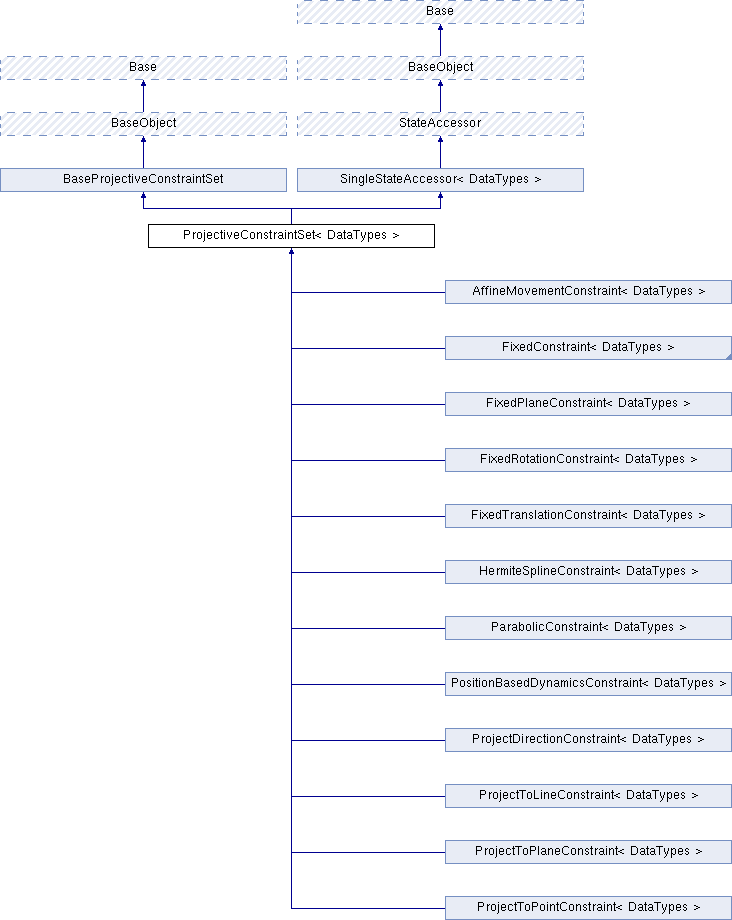 Base
Base
BaseObject
BaseObject
StateAccessor
BaseProjectiveConstraintSet
SingleStateAccessor< DataTypes >
ProjectiveConstraintSet< DataTypes >
AffineMovementConstraint< DataTypes >
FixedConstraint< DataTypes >
FixedPlaneConstraint< DataTypes >
FixedRotationConstraint< DataTypes >
FixedTranslationConstraint< DataTypes >
HermiteSplineConstraint< DataTypes >
ParabolicConstraint< DataTypes >
PositionBasedDynamicsConstraint< DataTypes >
ProjectDirectionConstraint< DataTypes >
ProjectToLineConstraint< DataTypes >
ProjectToPlaneConstraint< DataTypes >
ProjectToPointConstraint< DataTypes >